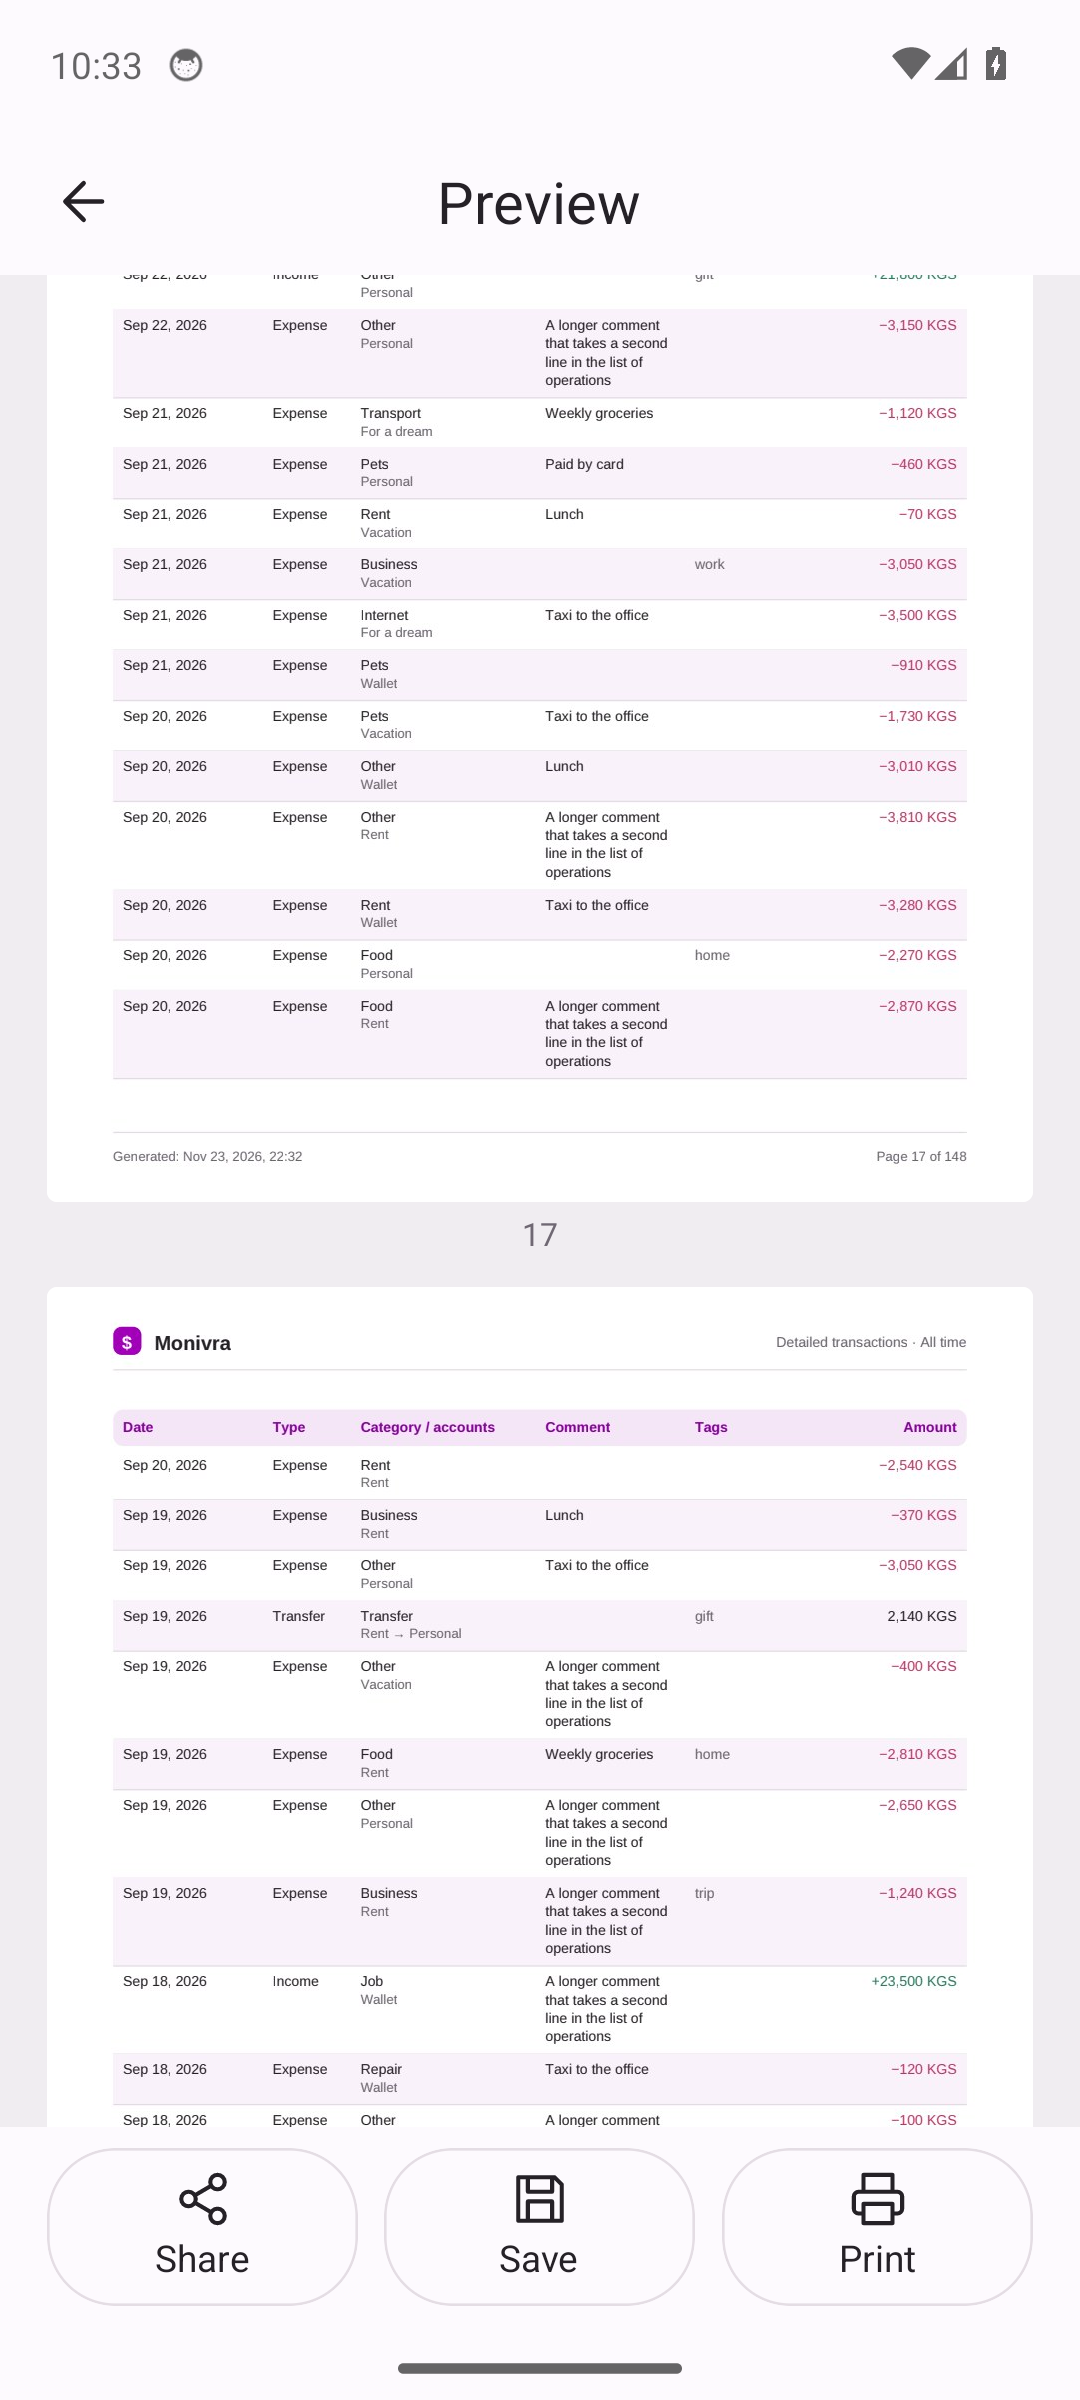 10:33
Preview
Sep 22, 2026 Income Other gift +21,800 KGS
Personal
Sep 22, 2026 Expense Other A longer comment −3,150 KGS
Personal that takes a second
line in the list of
operations
Sep 21, 2026 Expense Transport Weekly groceries −1,120 KGS
For a dream
Sep 21, 2026 Expense Pets Paid by card −460 KGS
Personal
Sep 21, 2026 Expense Rent Lunch −70 KGS
Vacation
Sep 21, 2026 Expense Business work −3,050 KGS
Vacation
Sep 21, 2026 Expense Internet Taxi to the office −3,500 KGS
For a dream
Sep 21, 2026 Expense Pets −910 KGS
Wallet
Sep 20, 2026 Expense Pets Taxi to the office −1,730 KGS
Vacation
Sep 20, 2026 Expense Other Lunch −3,010 KGS
Wallet
Sep 20, 2026 Expense Other A longer comment −3,810 KGS
Rent that takes a second
line in the list of
operations
Sep 20, 2026 Expense Rent Taxi to the office −3,280 KGS
Wallet
Sep 20, 2026 Expense Food home −2,270 KGS
Personal
Sep 20, 2026 Expense Food A longer comment −2,870 KGS
Rent that takes a second
line in the list of
operations
Generated: Nov 23, 2026, 22:32 Page 17 of 148
17
$ Monivra Detailed transactions · All time
Date Type Category / accounts Comment Tags Amount
Sep 20, 2026 Expense Rent −2,540 KGS
Rent
Sep 19, 2026 Expense Business Lunch −370 KGS
Rent
Sep 19, 2026 Expense Other Taxi to the office −3,050 KGS
Personal
Sep 19, 2026 Transfer Transfer gift 2,140 KGS
Rent → Personal
Sep 19, 2026 Expense Other A longer comment −400 KGS
Vacation that takes a second
line in the list of
operations
Sep 19, 2026 Expense Food Weekly groceries home −2,810 KGS
Rent
Sep 19, 2026 Expense Other A longer comment −2,650 KGS
Personal that takes a second
line in the list of
operations
Sep 19, 2026 Expense Business A longer comment trip −1,240 KGS
Rent that takes a second
line in the list of
operations
Sep 18, 2026 Income Job A longer comment +23,500 KGS
Wallet that takes a second
line in the list of
operations
Sep 18, 2026 Expense Repair Taxi to the office −120 KGS
Wallet
Sep 18, 2026 Expense Other A longer comment −100 KGS
Share Save Print